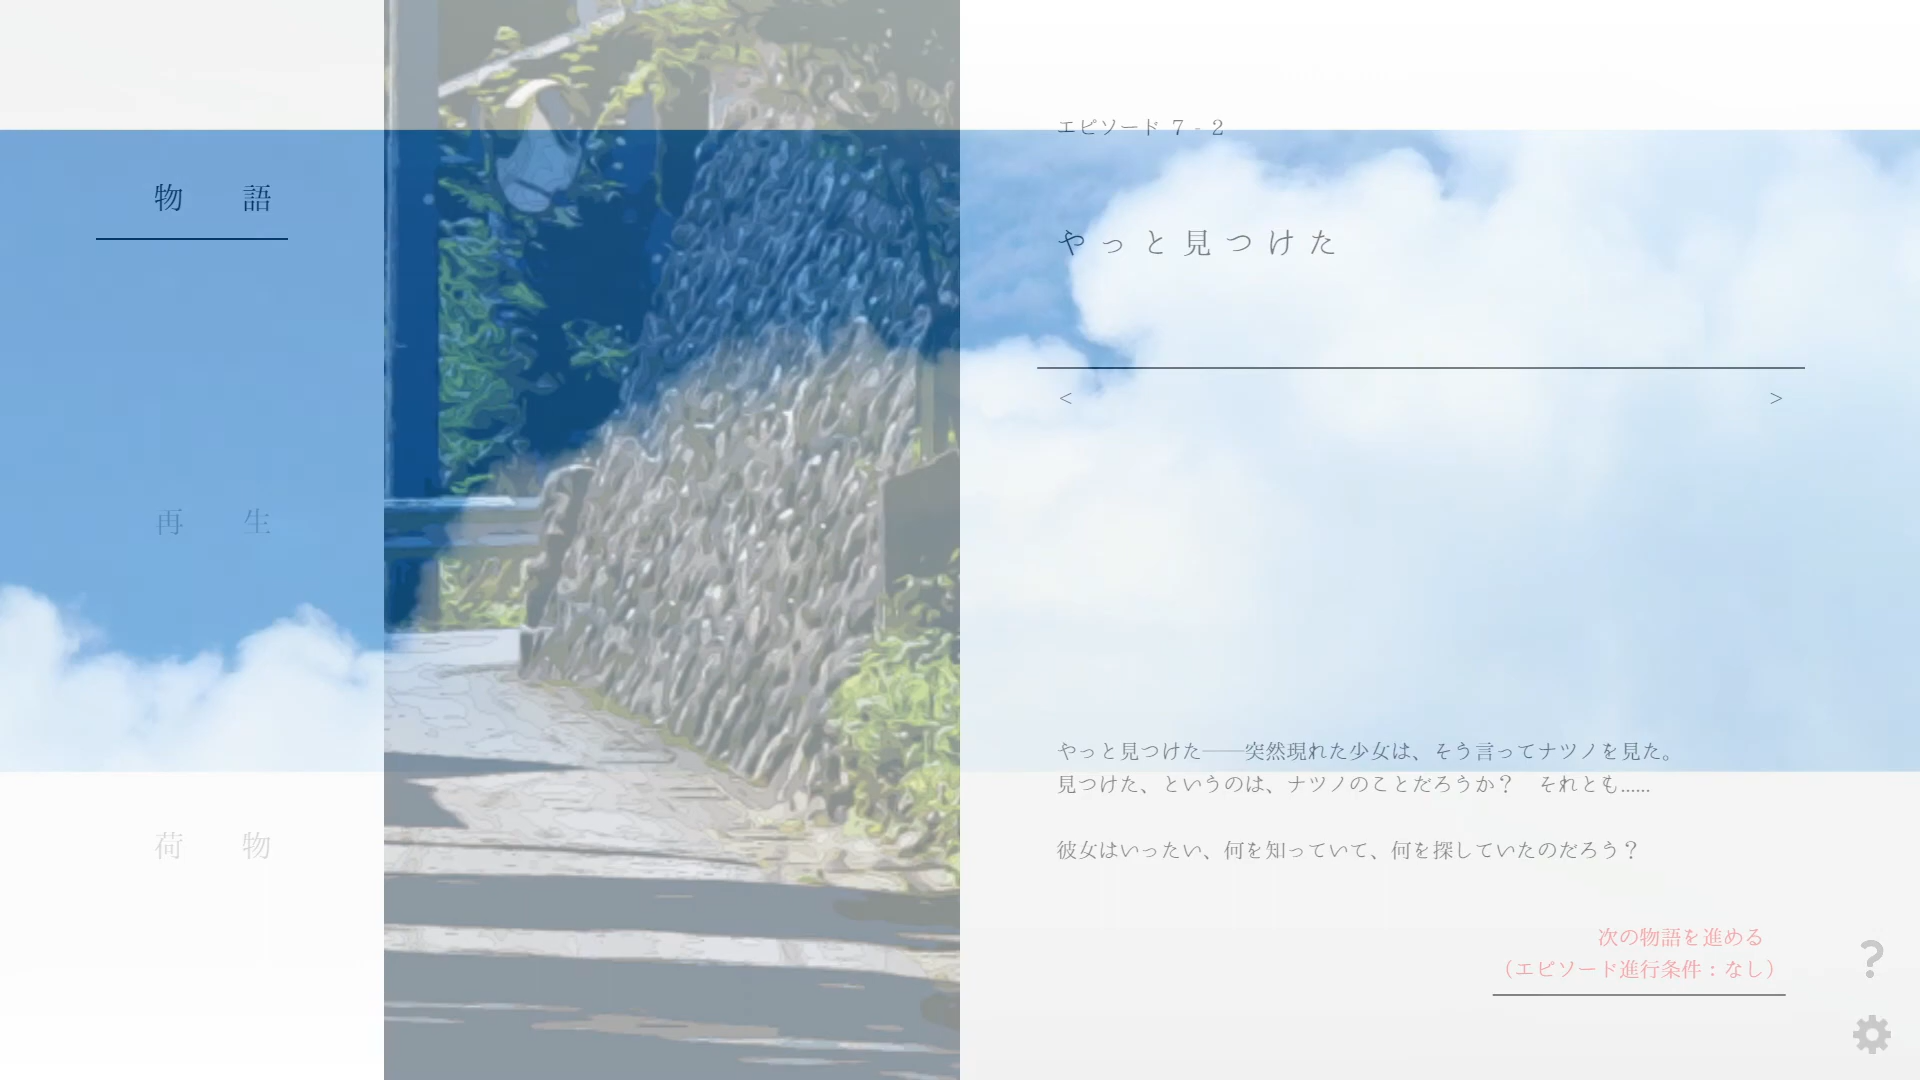 物語
再生
荷物
エピソード 7 - 2
やっと見つけた
< >
やっと見つけた――突然現れた少女は、そう言ってナツノを見た。
見つけた、というのは、ナツノのことだろうか？　それとも......
彼女はいったい、何を知っていて、何を探していたのだろう？
次の物語を進める
（エピソード進行条件：なし）
?